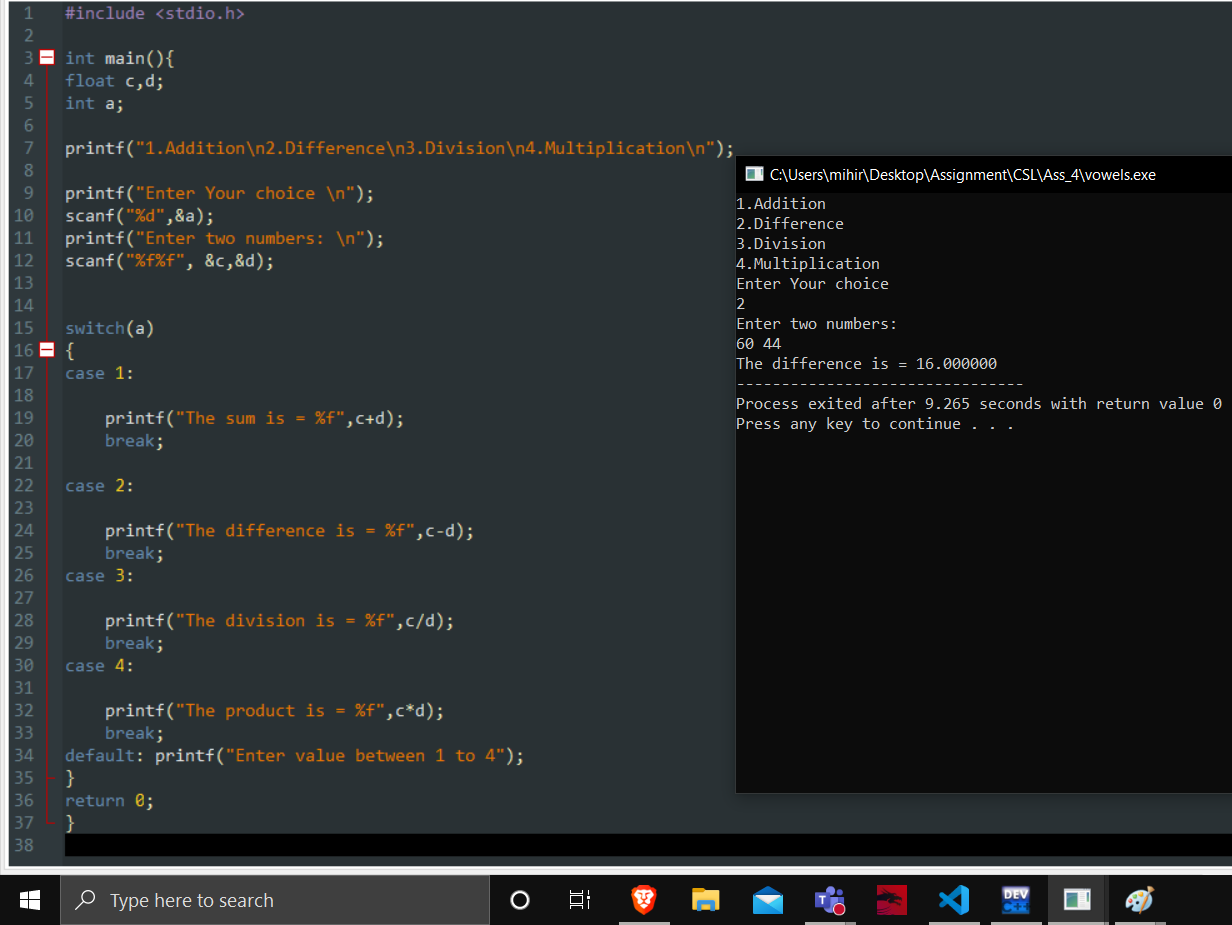 1 #include <stdio.h>
2
3 int main(){
4 float c,d;
5 int a;
6
7 printf("1.Addition\n2.Difference\n3.Division\n4.Multiplication\n");
8
9 printf("Enter Your choice \n");
10 scanf("%d",&a);
11 printf("Enter two numbers: \n");
12 scanf("%f%f", &c,&d);
13
14
15 switch(a)
16 {
17 case 1:
18
19 printf("The sum is = %f",c+d);
20 break;
21
22 case 2:
23
24 printf("The difference is = %f",c-d);
25 break;
26 case 3:
27
28 printf("The division is = %f",c/d);
29 break;
30 case 4:
31
32 printf("The product is = %f",c*d);
33 break;
34 default: printf("Enter value between 1 to 4");
35 }
36 return 0;
37 }
38
C:\Users\mihir\Desktop\Assignment\CSL\Ass_4\vowels.exe
1.Addition
2.Difference
3.Division
4.Multiplication
Enter Your choice
2
Enter two numbers:
60 44
The difference is = 16.000000
--------------------------------
Process exited after 9.265 seconds with return value 0
Press any key to continue . . .
Type here to search
T
DEV
C++